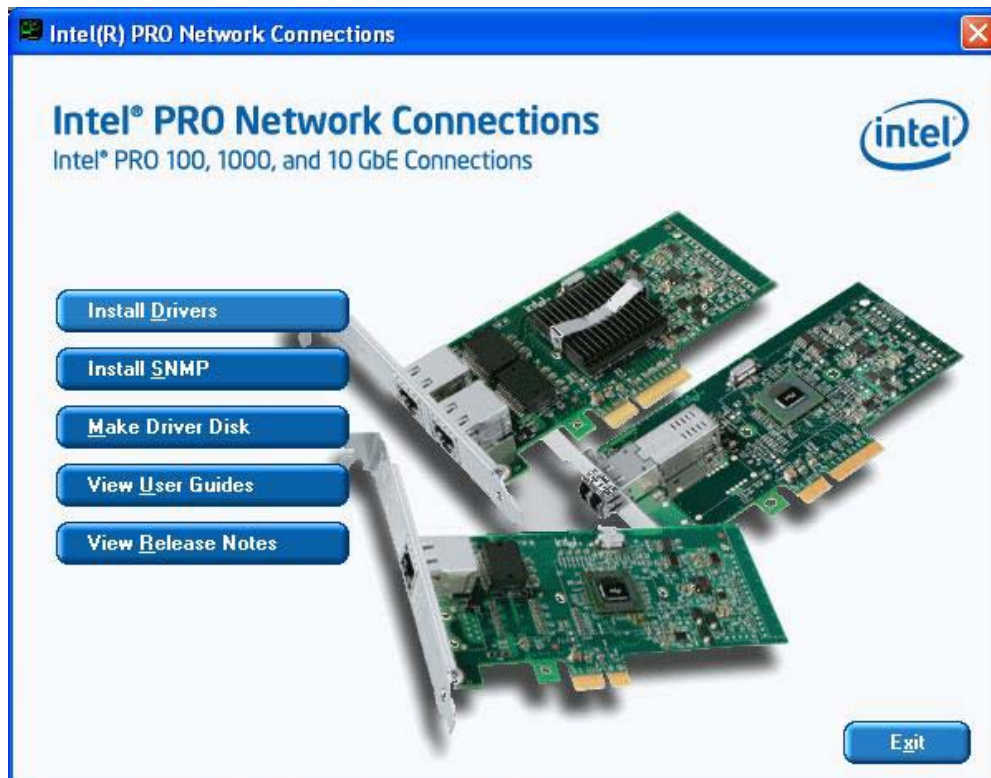 Intel(R) PRO Network Connections
Intel® PRO Network Connections
Intel® PRO 100, 1000, and 10 GbE Connections
intel
Install Drivers
Install SNMP
Make Driver Disk
View User Guides
View Release Notes
Exit